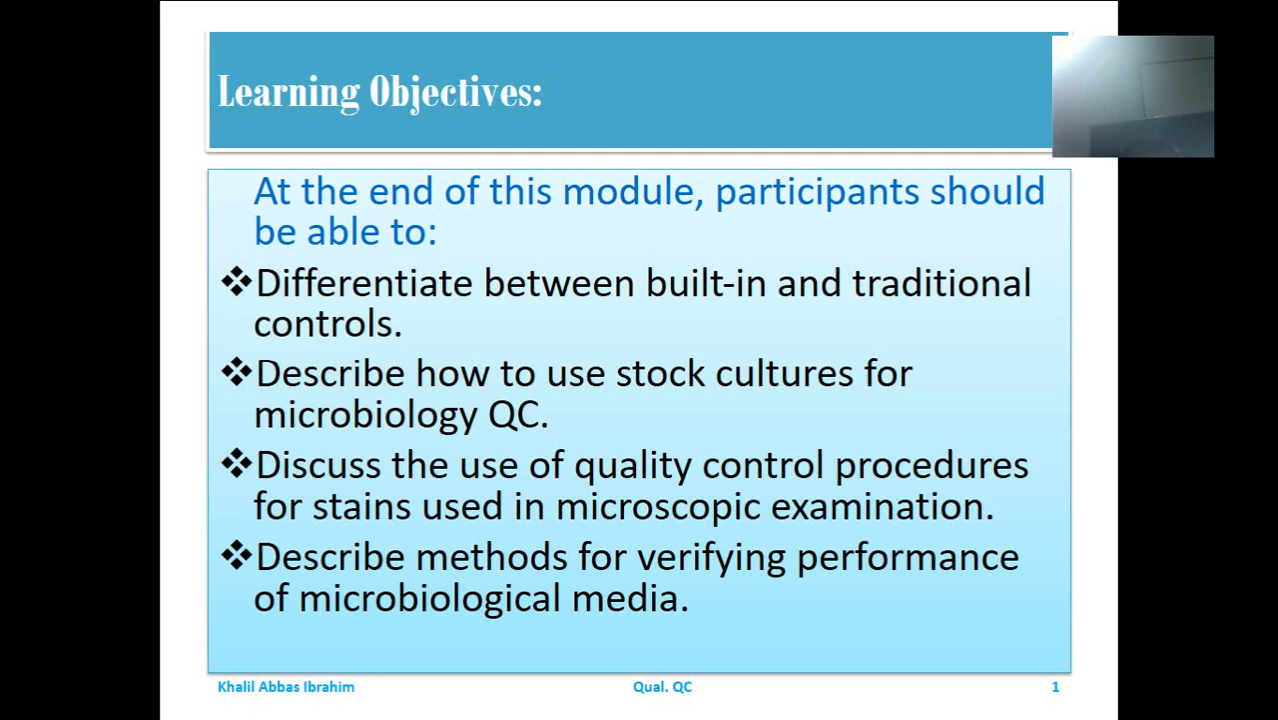 Learning Objectives:
At the end of this module, participants should
be able to:
❖Differentiate between built-in and traditional
controls.
❖Describe how to use stock cultures for
microbiology QC.
❖Discuss the use of quality control procedures
for stains used in microscopic examination.
❖Describe methods for verifying performance
of microbiological media.
Khalil Abbas Ibrahim Qual. QC 1